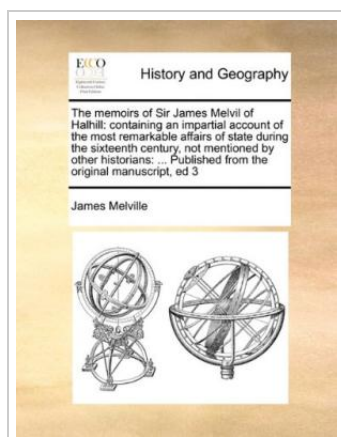 ECCO
History and Geography
The memoirs of Sir James Melvil of
Halhill: containing an impartial account of
the most remarkable affairs of state during
the sixteenth century, not mentioned by
other historians: ... Published from the
original manuscript, ed 3
James Melville